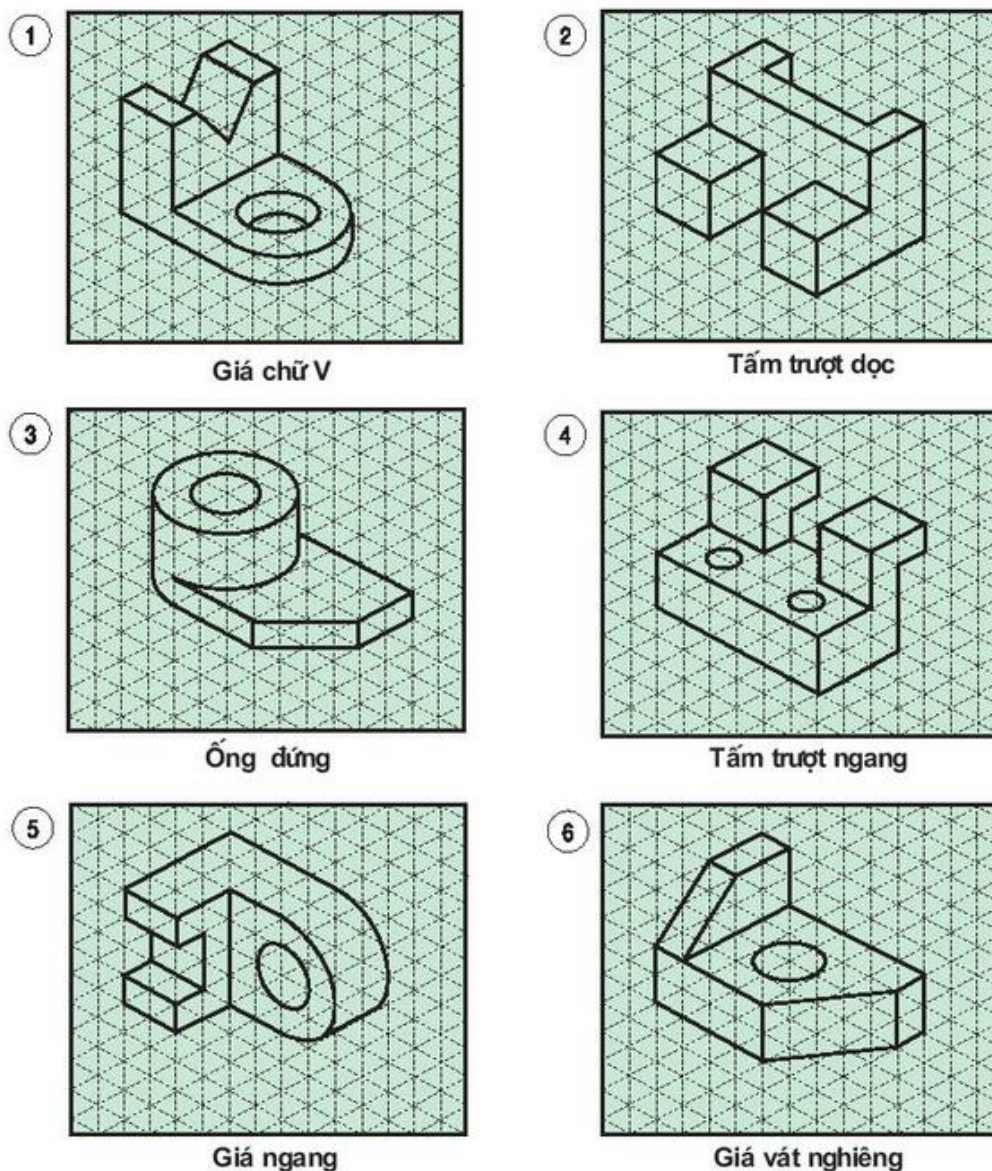 1
2
Giá chữ V
Tấm trượt dọc
3
4
Ống đứng
Tấm trượt ngang
5
6
Giá ngang
Giá vát nghiêng